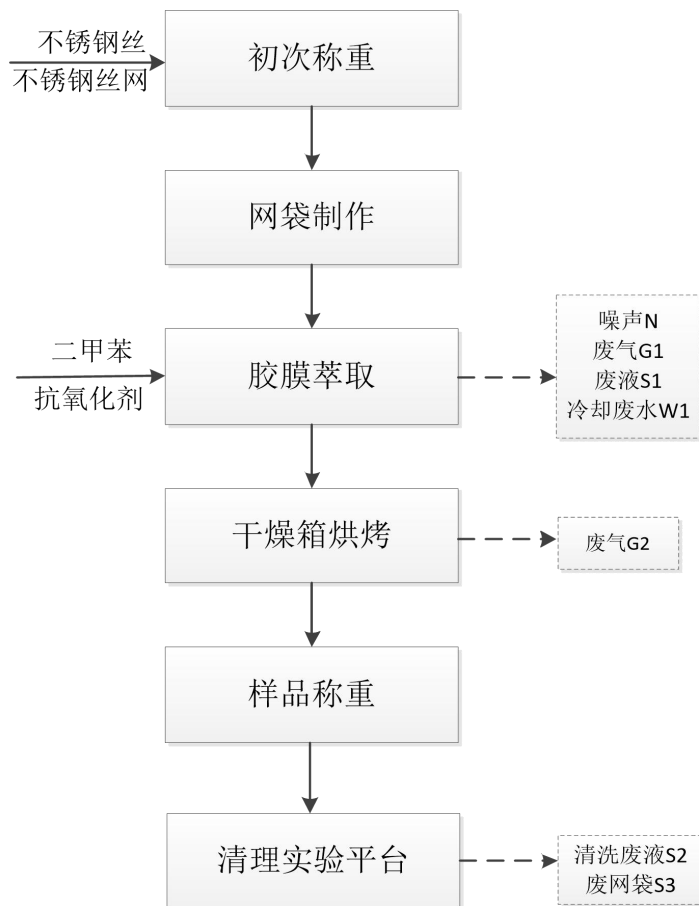 不锈钢丝
不锈钢丝网
初次称重
网袋制作
二甲苯
抗氧化剂
胶膜萃取
噪声N
废气G1
废液S1
冷却废水W1
干燥箱烘烤
废气G2
样品称重
清理实验平台
清洗废液S2
废网袋S3